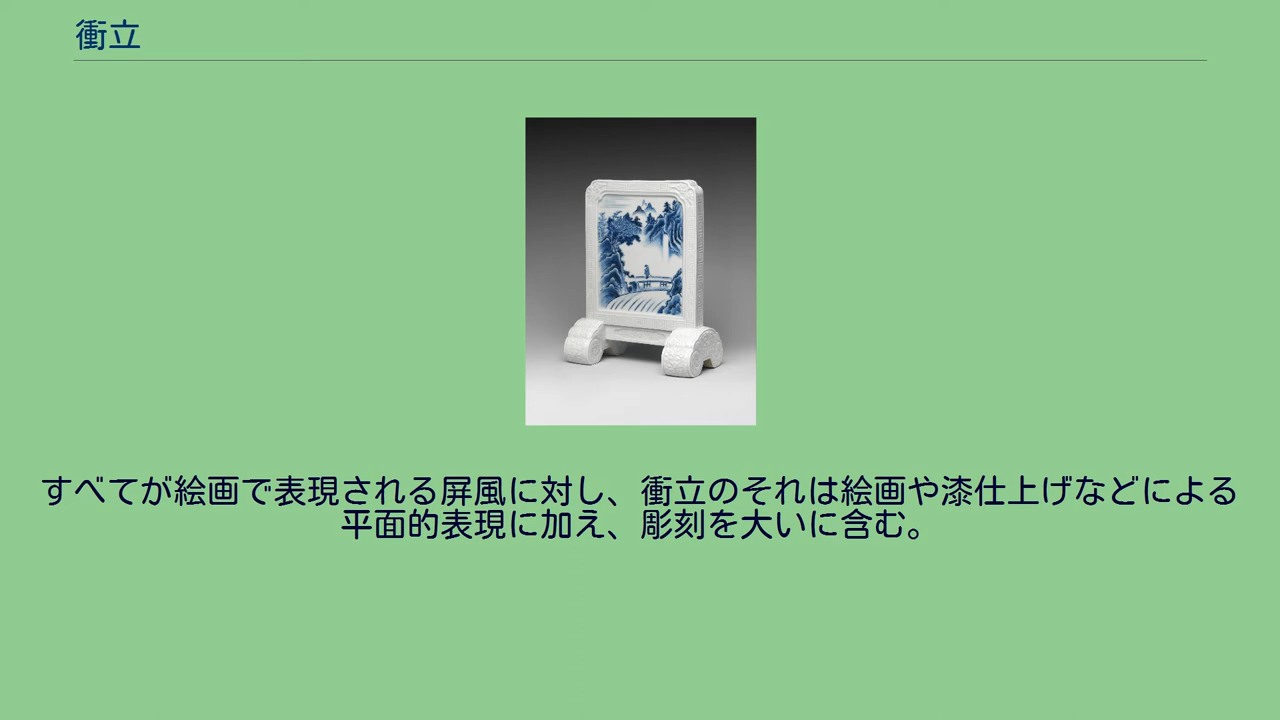 衝立
すべてが絵画で表現される屏風に対し、衝立のそれは絵画や漆仕上げなどによる
平面的表現に加え、彫刻を大いに含む。